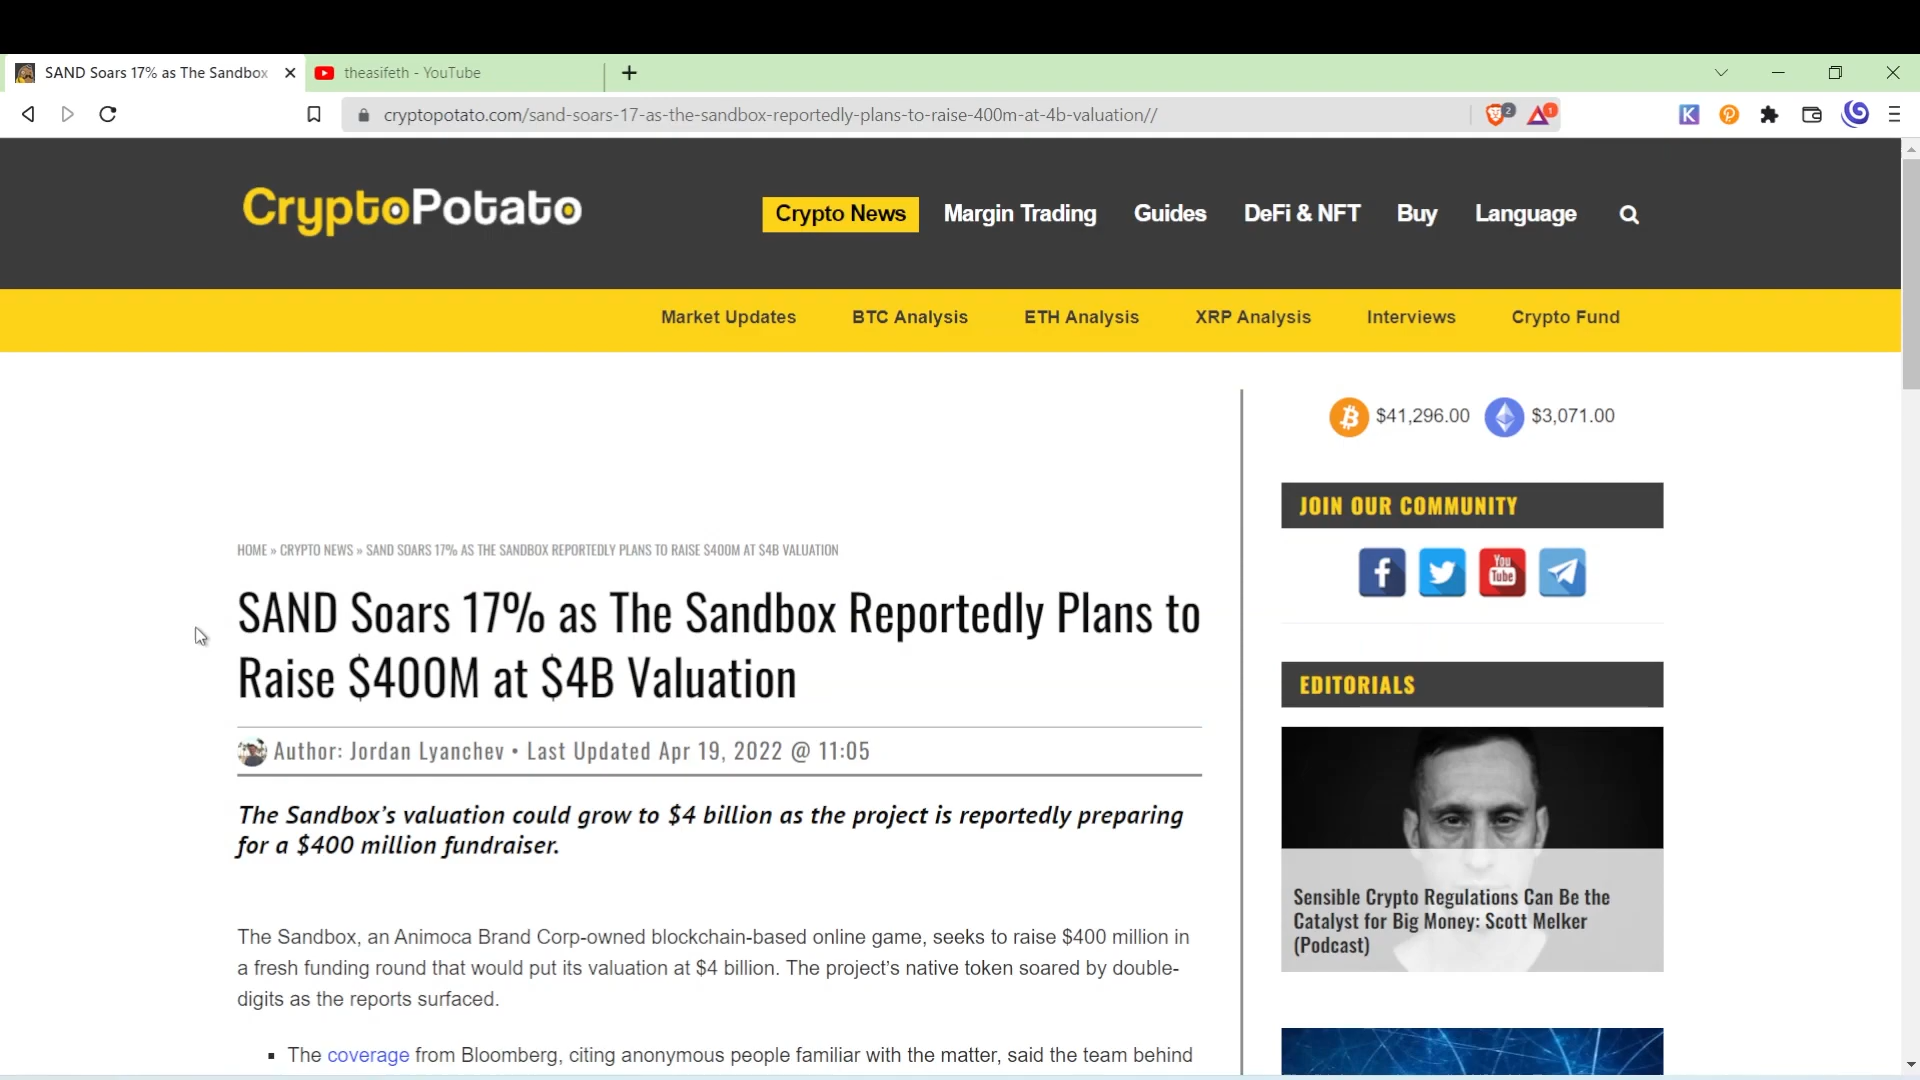 SAND Soars 17% as The Sandbox
theasifeth - YouTube
cryptopotato.com/sand-soars-17-as-the-sandbox-reportedly-plans-to-raise-400m-at-4b-valuation//
2
1
K
CryptoPotato
Crypto News
Margin Trading
Guides
DeFi & NFT
Buy
Language
Market Updates
BTC Analysis
ETH Analysis
XRP Analysis
Interviews
Crypto Fund
$41,296.00
$3,071.00
HOME » CRYPTO NEWS » SAND SOARS 17% AS THE SANDBOX REPORTEDLY PLANS TO RAISE $400M AT $4B VALUATION
SAND Soars 17% as The Sandbox Reportedly Plans to
Raise $400M at $4B Valuation
Author: Jordan Lyanchev • Last Updated Apr 19, 2022 @ 11:05
The Sandbox’s valuation could grow to $4 billion as the project is reportedly preparing
for a $400 million fundraiser.
The Sandbox, an Animoca Brand Corp-owned blockchain-based online game, seeks to raise $400 million in
a fresh funding round that would put its valuation at $4 billion. The project’s native token soared by double-
digits as the reports surfaced.
▪ The coverage from Bloomberg, citing anonymous people familiar with the matter, said the team behind
JOIN OUR COMMUNITY
You
Tube
EDITORIALS
Sensible Crypto Regulations Can Be the
Catalyst for Big Money: Scott Melker
(Podcast)